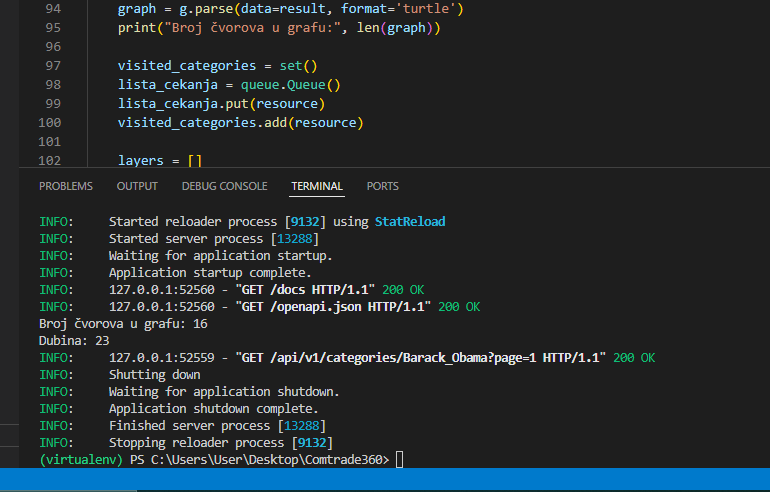 94 graph = g.parse(data=result, format='turtle')
95 print("Broj čvorova u grafu:", len(graph))
96
97 visited_categories = set()
98 lista_cekanja = queue.Queue()
99 lista_cekanja.put(resource)
100 visited_categories.add(resource)
101
102 layers = []
PROBLEMS OUTPUT DEBUG CONSOLE TERMINAL PORTS
INFO: Started reloader process [9132] using StatReload
INFO: Started server process [13288]
INFO: Waiting for application startup.
INFO: Application startup complete.
INFO: 127.0.0.1:52560 - "GET /docs HTTP/1.1" 200 OK
INFO: 127.0.0.1:52560 - "GET /openapi.json HTTP/1.1" 200 OK
Broj čvorova u grafu: 16
Dubina: 23
INFO: 127.0.0.1:52559 - "GET /api/v1/categories/Barack_Obama?page=1 HTTP/1.1" 200 OK
INFO: Shutting down
INFO: Waiting for application shutdown.
INFO: Application shutdown complete.
INFO: Finished server process [13288]
INFO: Stopping reloader process [9132]
(virtualenv) PS C:\Users\User\Desktop\Comtrade360>